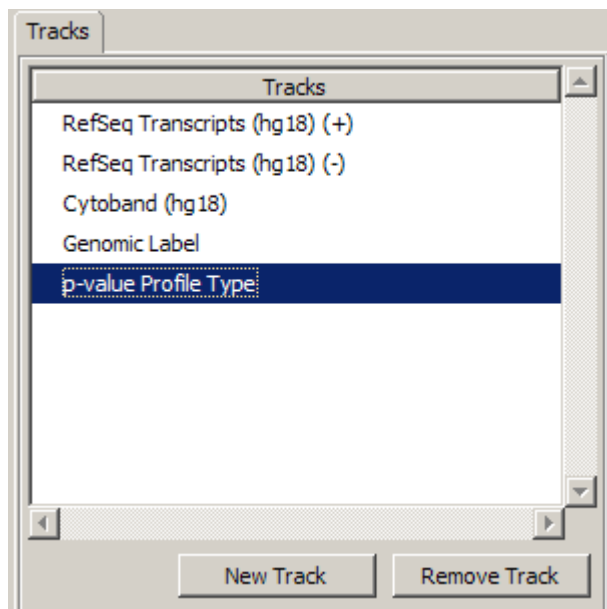 Tracks
Tracks
RefSeq Transcripts (hg18) (+)
RefSeq Transcripts (hg18) (-)
Cytoband (hg18)
Genomic Label
p-value Profile Type
New Track Remove Track